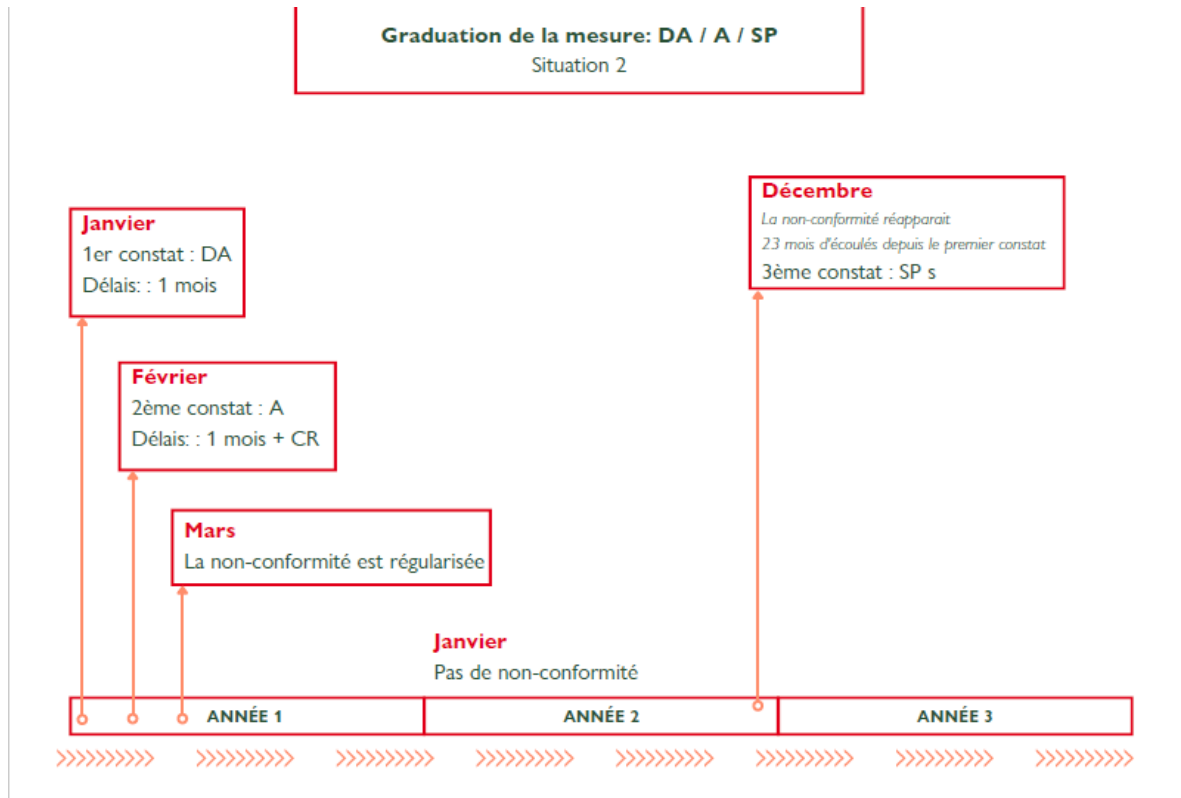 Graduation de la mesure: DA / A / SP
Situation 2
Décembre
La non-conformité réapparait
23 mois d'écoulés depuis le premier constat
3ème constat : SP s
Janvier
1er constat : DA
Délais: : 1 mois
Février
2ème constat : A
Délais: : 1 mois + CR
Mars
La non-conformité est régularisée
Janvier
Pas de non-conformité
ANNÉE 1
ANNÉE 2
ANNÉE 3